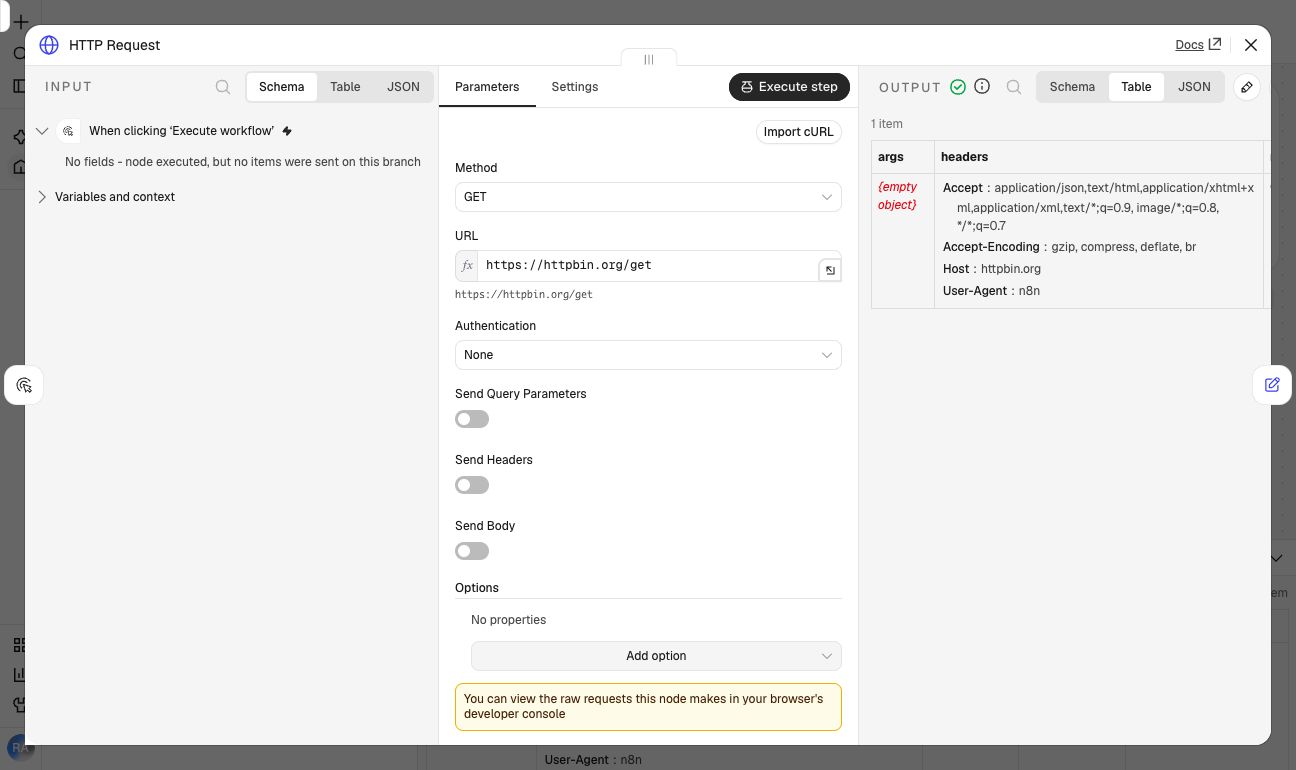 HTTP Request
Docs
INPUT
Schema
Table
JSON
When clicking ‘Execute workflow’
No fields - node executed, but no items were sent on this branch
Variables and context
Parameters
Settings
Execute step
Import cURL
Method
GET
URL
fx
https://httpbin.org/get
https://httpbin.org/get
Authentication
None
Send Query Parameters
Send Headers
Send Body
Options
No properties
Add option
You can view the raw requests this node makes in your browser's
developer console
OUTPUT
Schema
Table
JSON
1 item
args
headers
{empty
object}
Accept : application/json,text/html,application/xhtml+x
ml,application/xml,text/*;q=0.9, image/*;q=0.8,
*/*;q=0.7
Accept-Encoding : gzip, compress, deflate, br
Host : httpbin.org
User-Agent : n8n
em
RA
User-Agent : n8n